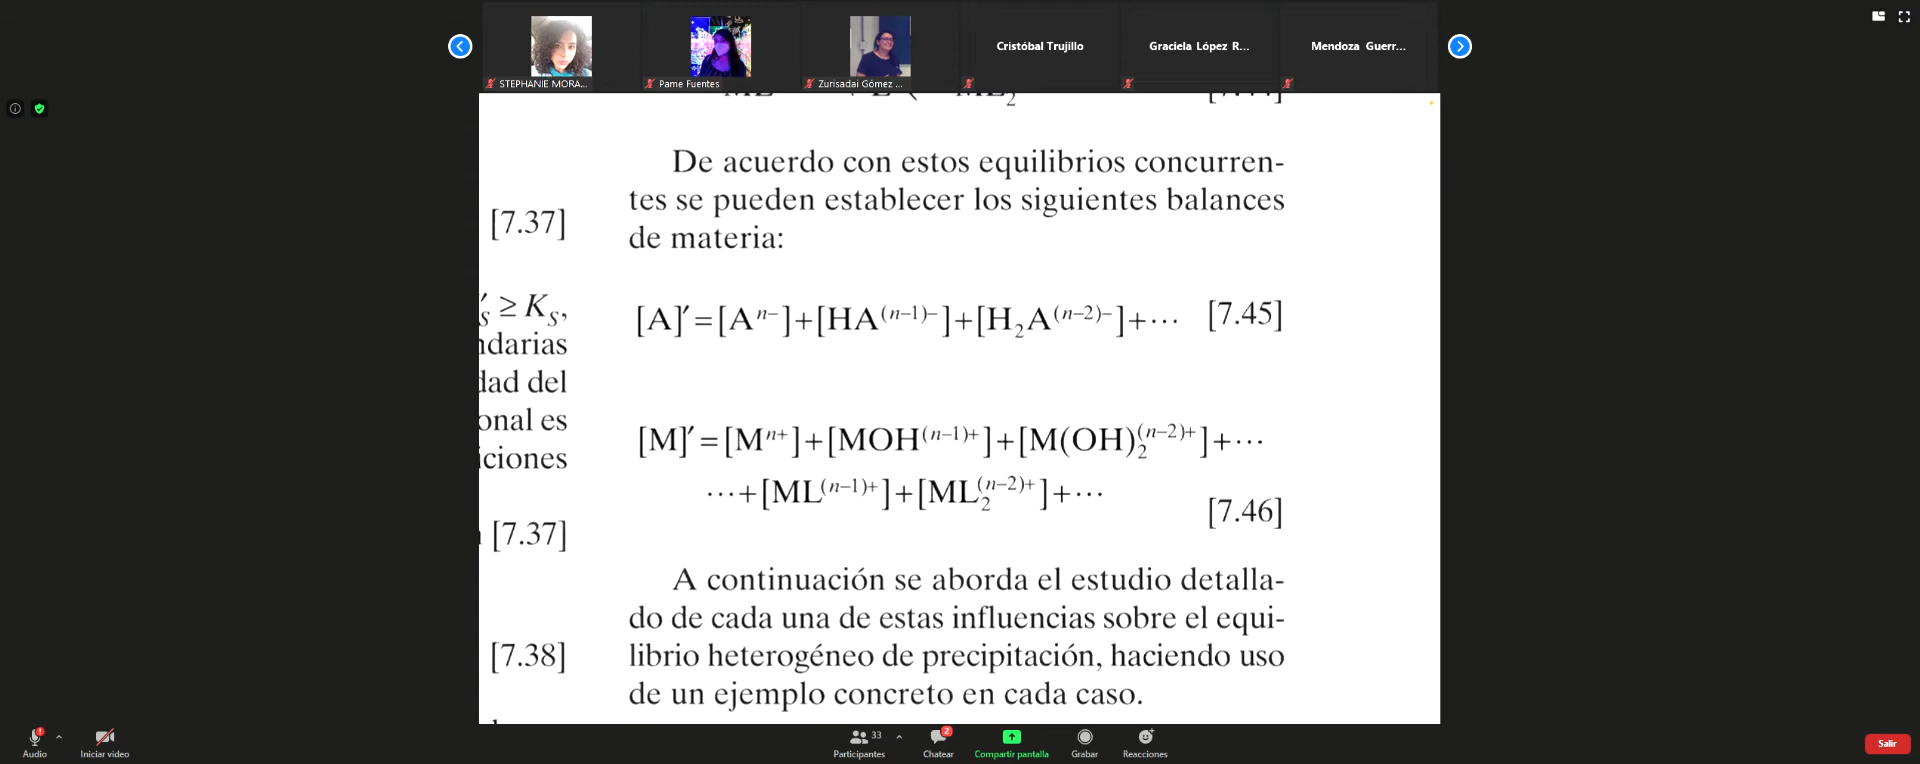 STEPHANIE MORA...
Pame Fuentes
Zurisadai Gómez ...
Cristóbal Trujillo
Graciela López R...
Mendoza Guerr...
De acuerdo con estos equilibrios concurren-
tes se pueden establecer los siguientes balances
de materia:
[7.37]
′S ≥ KS,
ndarias
dad del
onal es
iciones
[7.37]
[7.38]
[A]′=[Aⁿ⁻]+[HA⁽ⁿ⁻¹⁾⁻]+[H₂A⁽ⁿ⁻²⁾⁻]+··· [7.45]
[M]′=[Mⁿ⁺]+[MOH⁽ⁿ⁻¹⁾⁺]+[M(OH)₂⁽ⁿ⁻²⁾⁺]+···
···+[ML⁽ⁿ⁻¹⁾⁺]+[ML₂⁽ⁿ⁻²⁾⁺]+···
[7.46]
A continuación se aborda el estudio detalla-
do de cada una de estas influencias sobre el equi-
librio heterogéneo de precipitación, haciendo uso
de un ejemplo concreto en cada caso.
Audio
Iniciar video
33
Participantes
2
Chatear
Compartir pantalla
Grabar
Reacciones
Salir